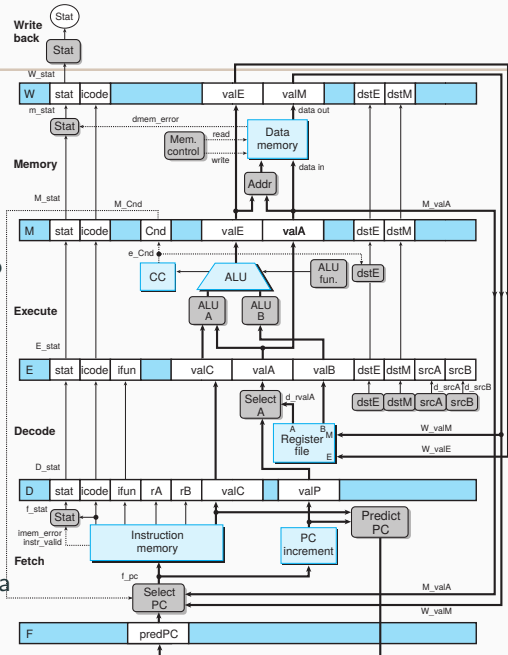 Write
back
Stat
Stat
W_stat
W stat icode valE valM dstE dstM
m_stat
Stat
dmem_error
data out
read
Mem.
control
write
Data
memory
data in
Memory
Addr
M_stat
M_Cnd
M_valA
M stat icode Cnd valE valA dstE dstM
e_Cnd
CC
ALU
ALU
fun.
dstE
ALU
A
ALU
B
Execute
E_stat
E stat icode ifun valC valA valB dstE dstM srcA srcB
d_srcA d_srcB
Select
A
d_rvalA
dstE dstM srcA srcB
A B
M
Register
file
E
W_valM
W_valE
Decode
D_stat
D stat icode ifun rA rB valC valP
f_stat
Stat
imem_error
instr_valid
Instruction
memory
PC
increment
Predict
PC
Fetch
f_pc
M_valA
Select
PC
W_valM
F predPC
a